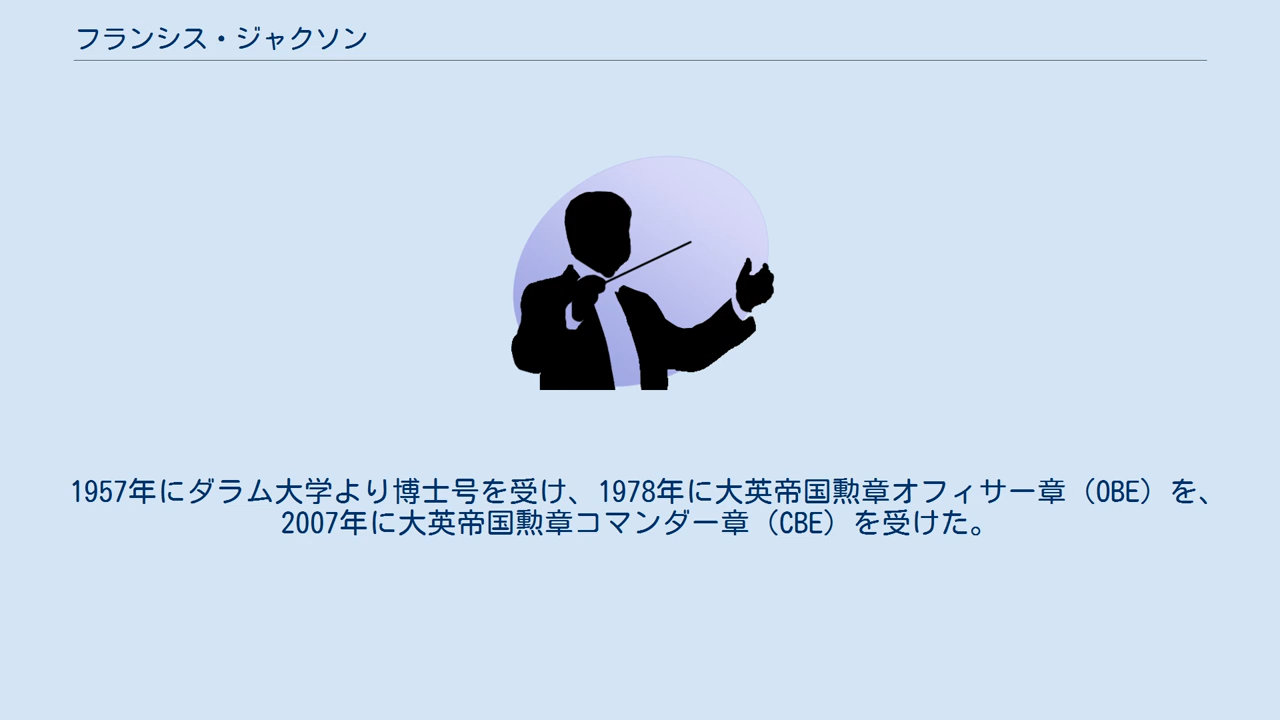 フランシス・ジャクソン
1957年にダラム大学より博士号を受け、1978年に大英帝国勲章オフィサー章（OBE）を、
2007年に大英帝国勲章コマンダー章（CBE）を受けた。